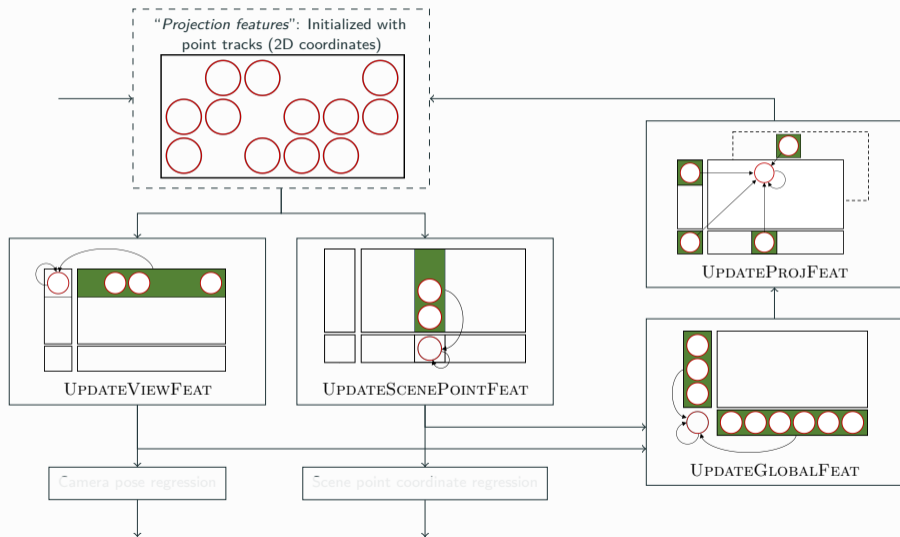 “Projection features”: Initialized with
point tracks (2D coordinates)
UPDATEPROJFEAT
UPDATEVIEWFEAT
UPDATESCENEPOINTFEAT
UPDATEGLOBALFEAT
Camera pose regression
Scene point coordinate regression